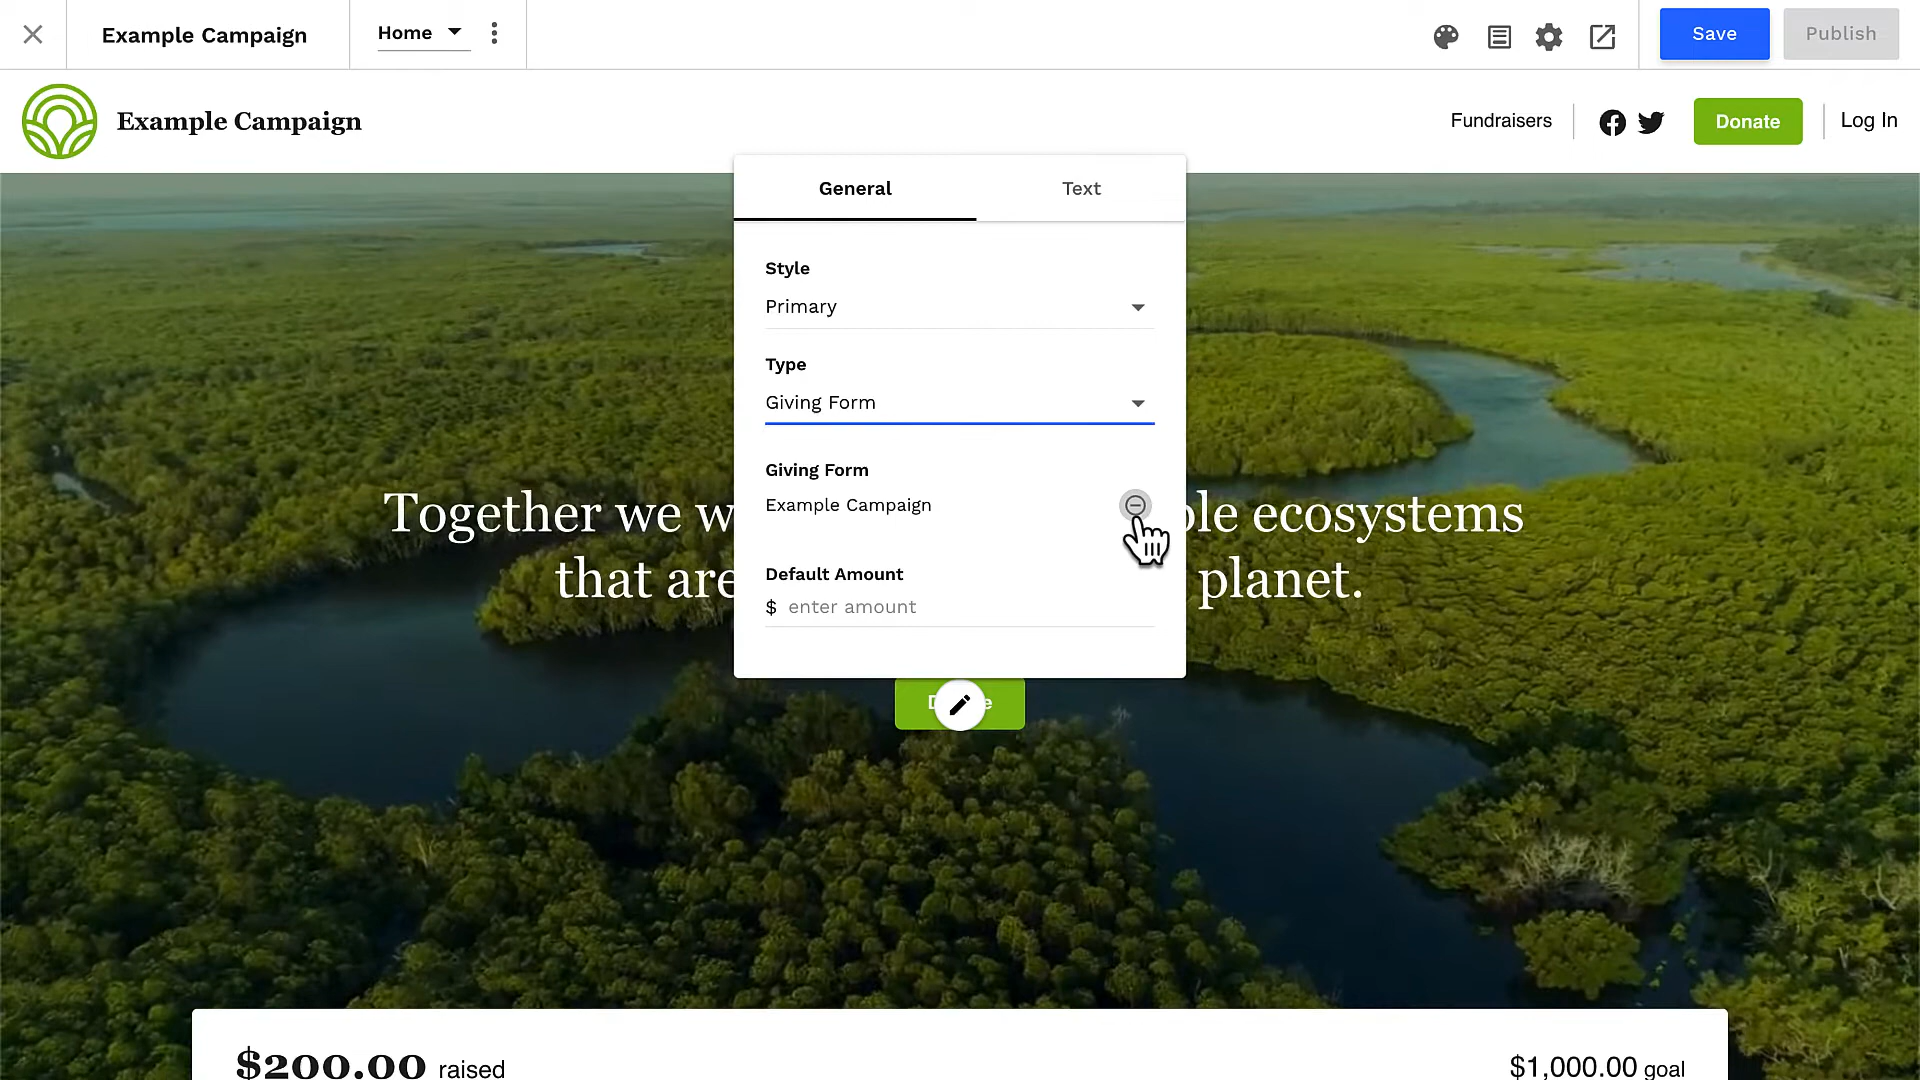 Example Campaign
Home
Save
Publish
Example Campaign
Fundraisers
Donate
Log In
General
Text
Style
Primary
Type
Giving Form
Giving Form
Example Campaign
Default Amount
$ enter amount
Together we ecosystems
that are planet.
$200.00 raised
$1,000.00 goal